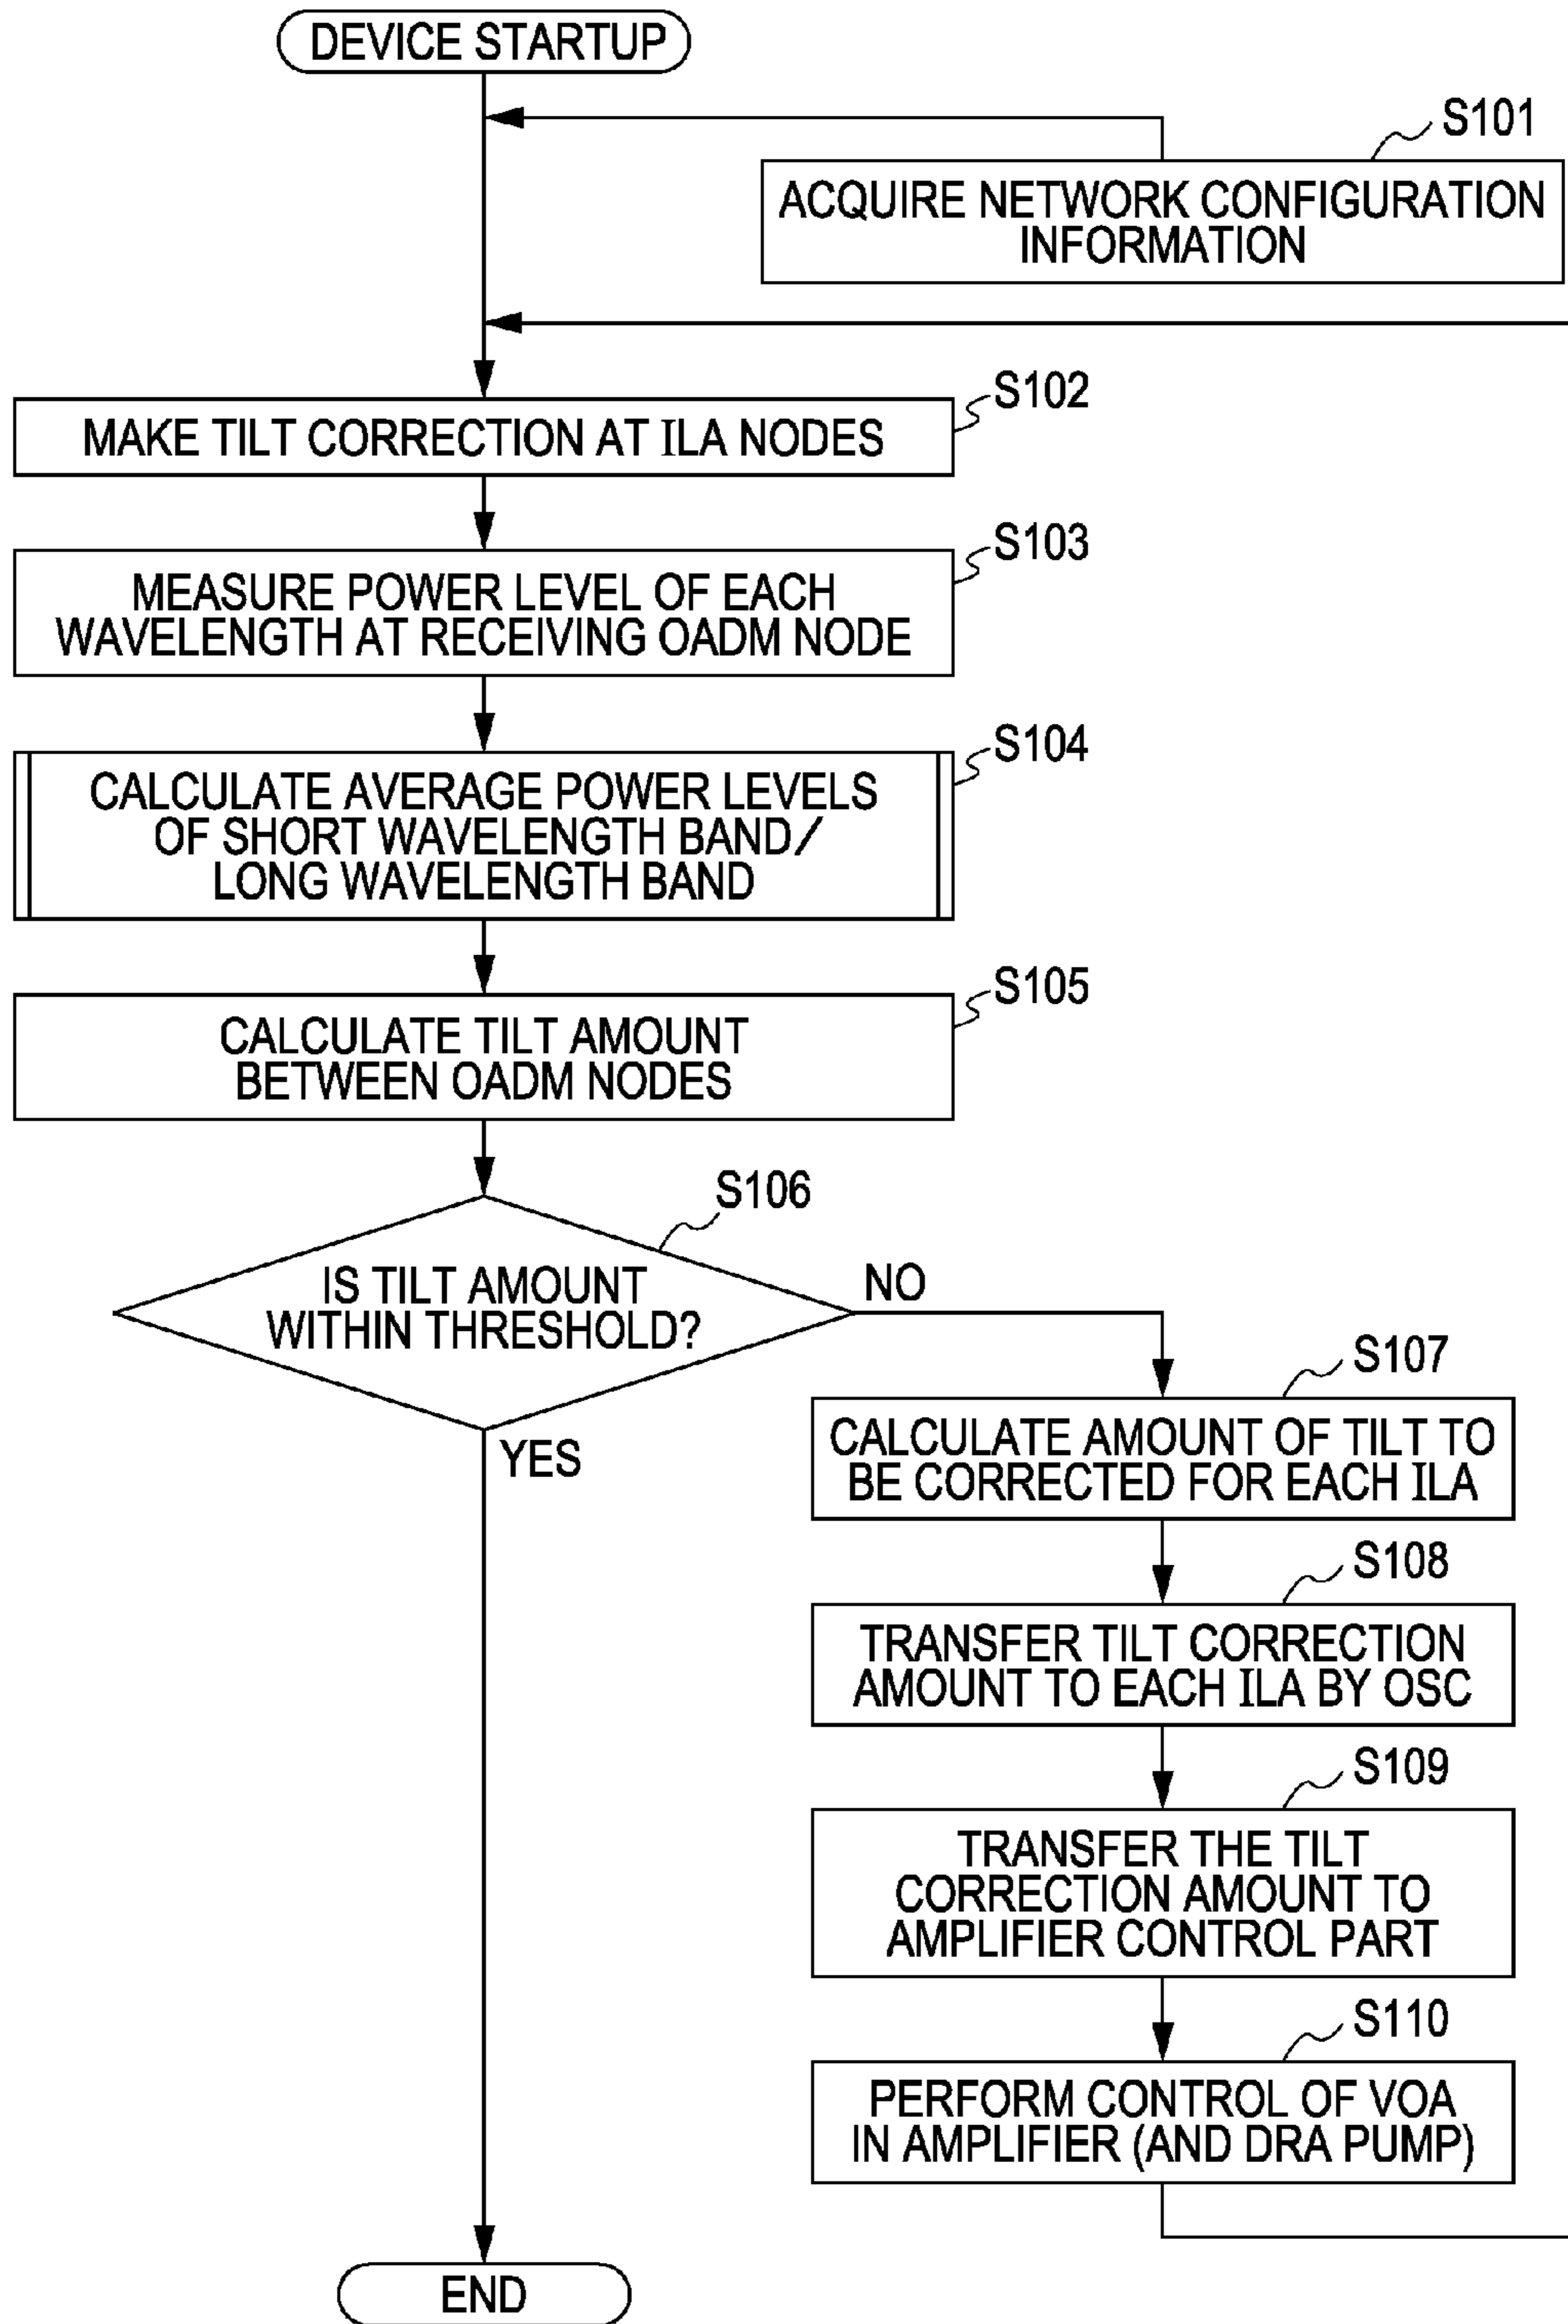 DEVICE STARTUP
S101
ACQUIRE NETWORK CONFIGURATION
INFORMATION
S102
MAKE TILT CORRECTION AT ILA NODES
S103
MEASURE POWER LEVEL OF EACH
WAVELENGTH AT RECEIVING OADM NODE
S104
CALCULATE AVERAGE POWER LEVELS
OF SHORT WAVELENGTH BAND/
LONG WAVELENGTH BAND
S105
CALCULATE TILT AMOUNT
BETWEEN OADM NODES
S106
IS TILT AMOUNT
WITHIN THRESHOLD?
NO
YES
S107
CALCULATE AMOUNT OF TILT TO
BE CORRECTED FOR EACH ILA
S108
TRANSFER TILT CORRECTION
AMOUNT TO EACH ILA BY OSC
S109
TRANSFER THE TILT
CORRECTION AMOUNT TO
AMPLIFIER CONTROL PART
S110
PERFORM CONTROL OF VOA
IN AMPLIFIER (AND DRA PUMP)
END